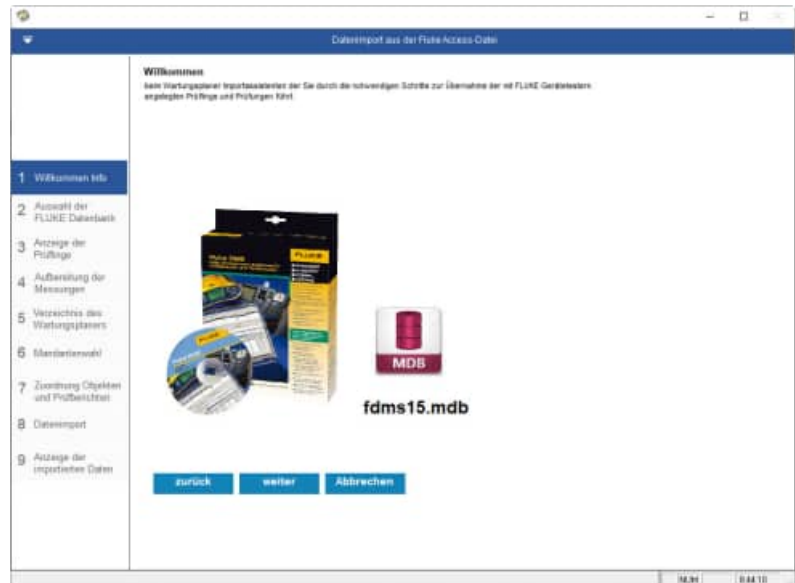 Datenimport aus der Fluke Access-Datei
Willkommen
beim Wartungsplaner Importassistenten der Sie durch die notwendigen Schritte zur Übernahme der mit FLUKE Gerätetestern
angelegten Prüflinge und Prüfungen führt.
1 Willkommen Info
2 Auswahl der
FLUKE Datenbank
3 Anzeige der
Prüflinge
4 Aufbereitung der
Messungen
5 Verzeichnis des
Wartungsplaners
6 Mandantenwahl
7 Zuordnung Objekten
und Prüfberichten
8 Datenimport
9 Anzeige der
importierten Daten
FLUKE
MDB
fdms15.mdb
zurück
weiter
Abbrechen
NUM